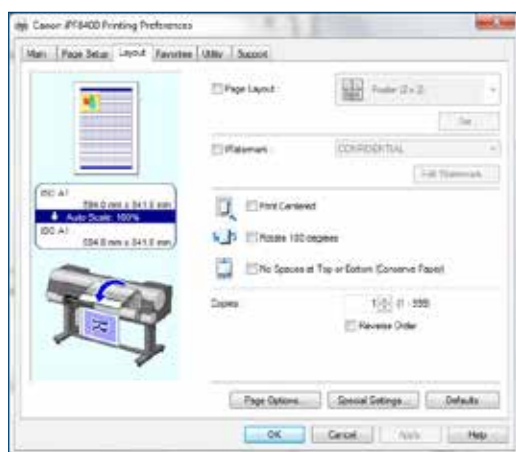 Canon iPF8400 Printing Preferences
Main Page Setup Layout Favorites Utility Support
Page Layout : Poster (2 x 2)
Set
Watermark : CONFIDENTIAL
Edit Watermark
ISO A1
594.0 mm x 841.0 mm
Auto Scale: 100%
ISO A1
594.0 mm x 841.0 mm
Print Centered
Rotate 180 degrees
No Spaces at Top or Bottom (Conserve Paper)
Copies 1 (1 - 999)
Reverse Order
Page Options... Special Settings... Defaults
OK Cancel Apply Help